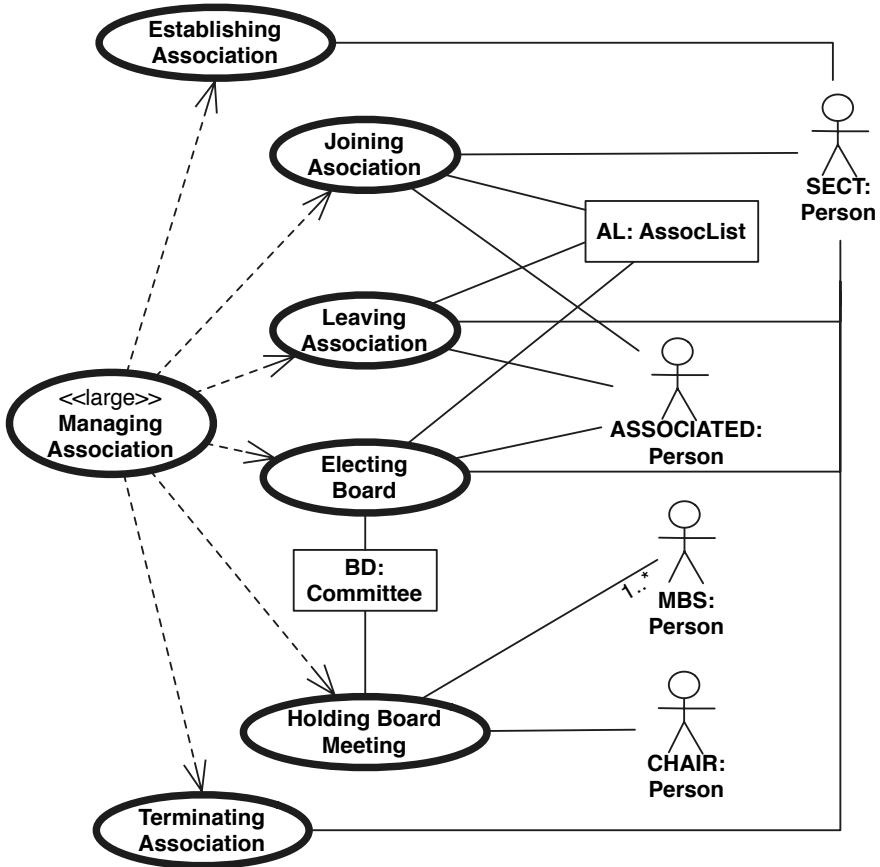 Establishing
Association
Joining
Asociation
SECT:
Person
AL: AssocList
Leaving
Association
<<large>>
Managing
Association
ASSOCIATED:
Person
Electing
Board
BD:
Committee
1..*
MBS:
Person
Holding Board
Meeting
CHAIR:
Person
Terminating
Association